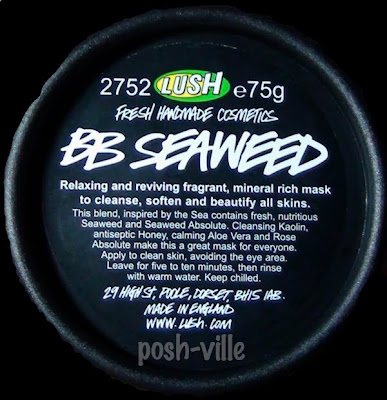 2752 LUSH e75g
FRESH HANDMADE COSMETICS
BB SEAWEED
Relaxing and reviving fragrant, mineral rich mask
to cleanse, soften and beautify all skins.
This blend, inspired by the Sea contains fresh, nutritious
Seaweed and Seaweed Absolute. Cleansing Kaolin,
antiseptic Honey, calming Aloe Vera and Rose
Absolute make this a great mask for everyone.
Apply to clean skin, avoiding the eye area.
Leave for five to ten minutes, then rinse
with warm water. Keep chilled.
29 HIGH ST, POOLE, DORSET, BH15 1AB.
MADE IN ENGLAND
WWW.LUSH.COM
posh-ville